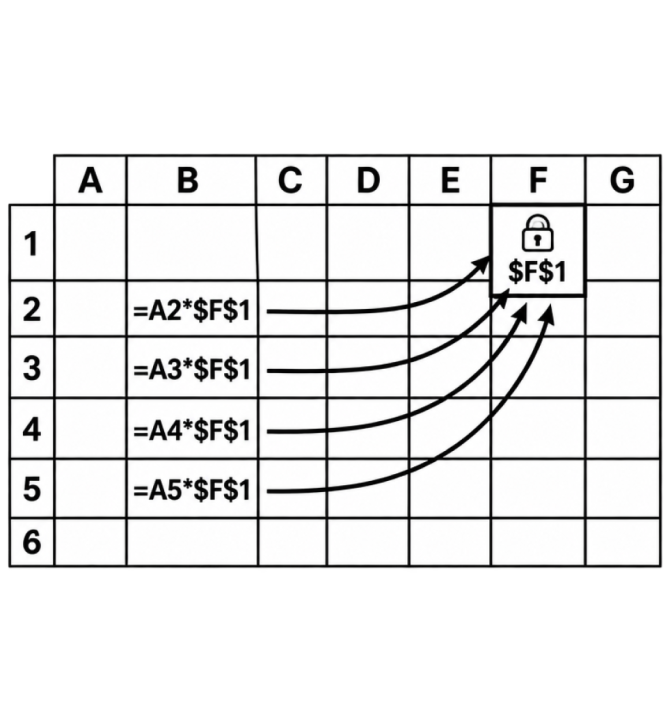 A B C D E F G
1 $F$1
2 =A2*$F$1
3 =A3*$F$1
4 =A4*$F$1
5 =A5*$F$1
6